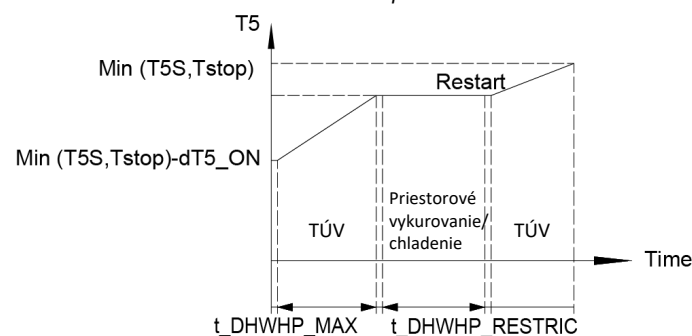 T5
Min (T5S,Tstop)
Restart
Min (T5S,Tstop)-dT5_ON
TÚV
Priestorové
vykurovanie/
chladenie
TÚV
Time
t_DHWHP_MAX
t_DHWHP_RESTRIC